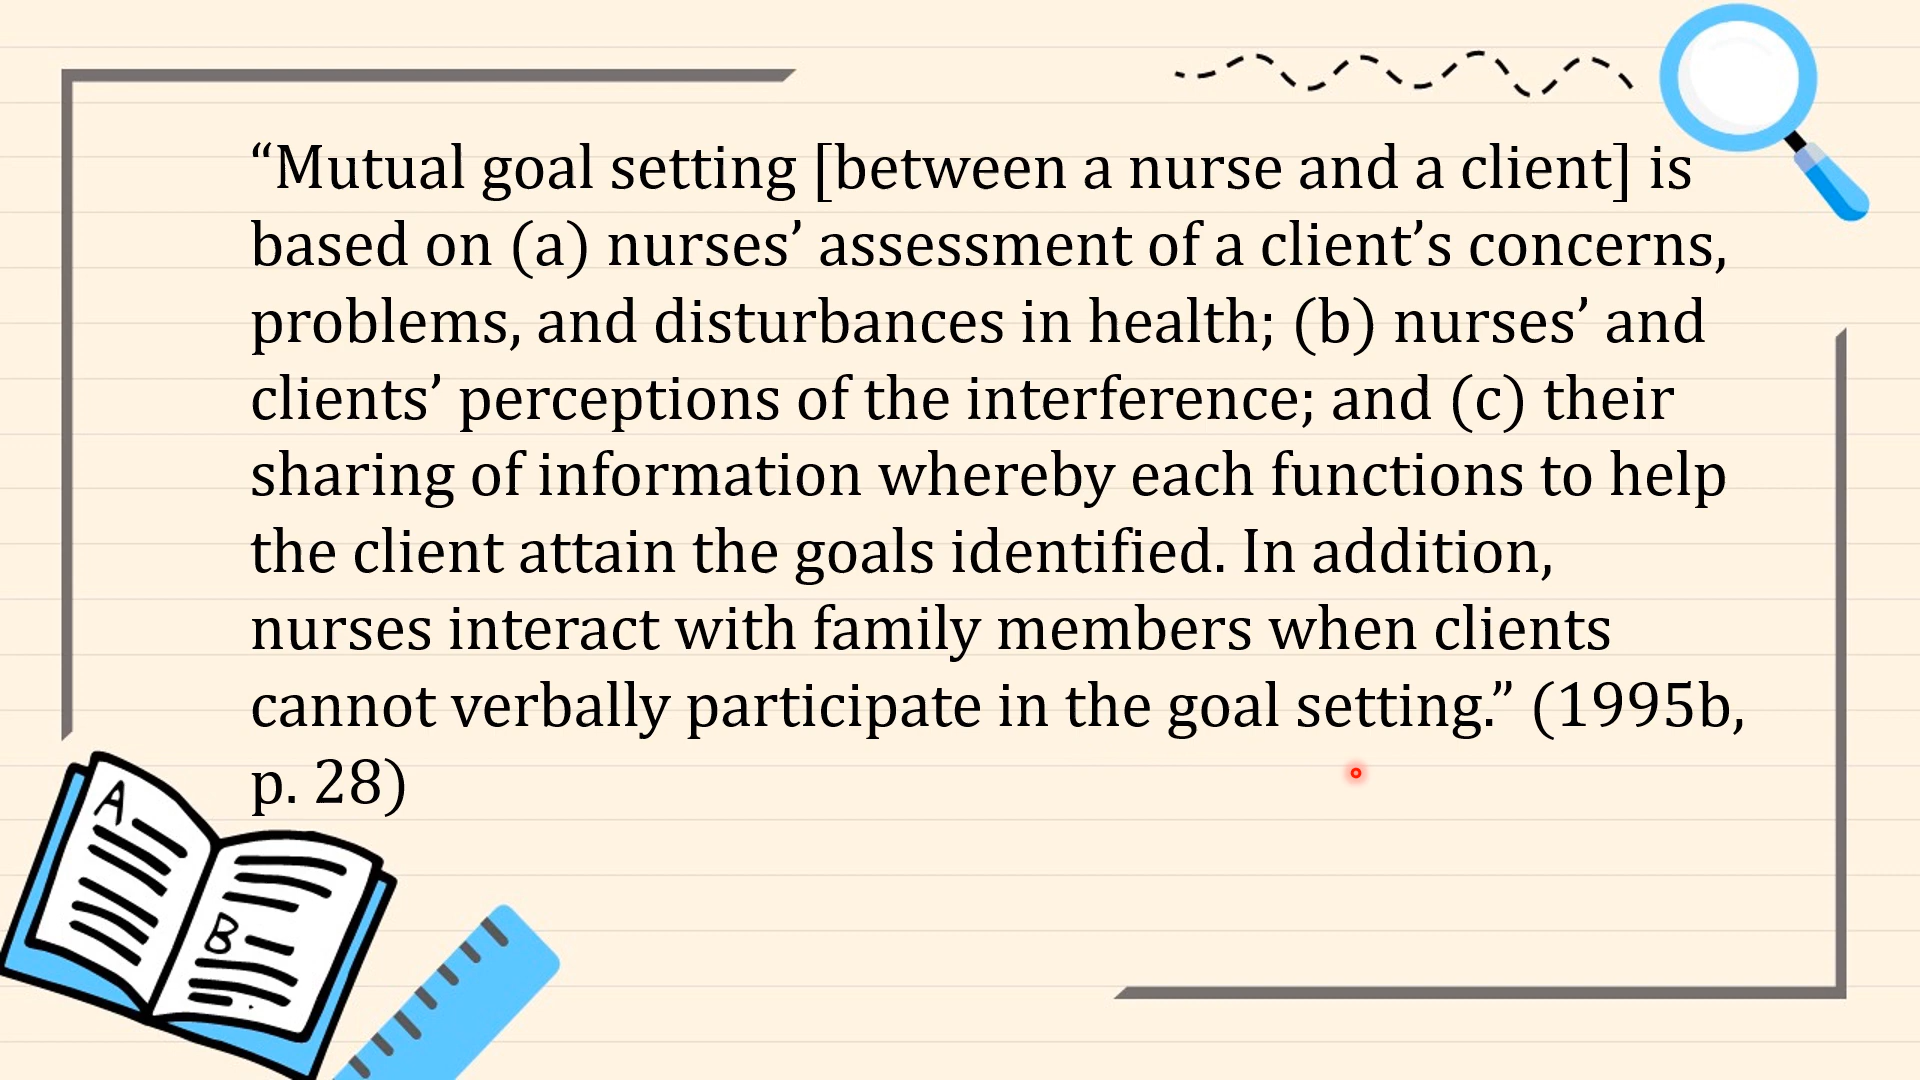 “Mutual goal setting [between a nurse and a client] is
based on (a) nurses’ assessment of a client’s concerns,
problems, and disturbances in health; (b) nurses’ and
clients’ perceptions of the interference; and (c) their
sharing of information whereby each functions to help
the client attain the goals identified. In addition,
nurses interact with family members when clients
cannot verbally participate in the goal setting.” (1995b,
p. 28)
A
B